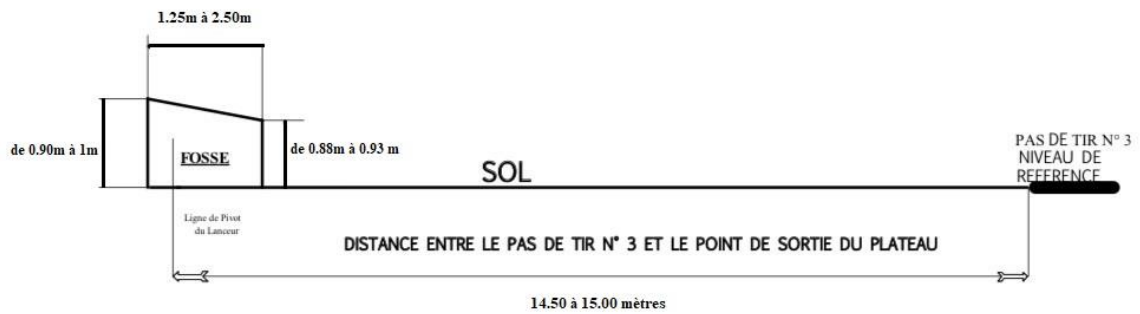 1.25m à 2.50m
de 0.90m à 1m
FOSSE
de 0.88m à 0.93 m
SOL
PAS DE TIR N° 3
NIVEAU DE
REFERENCE
Ligne de Pivot
du Lanceur
DISTANCE ENTRE LE PAS DE TIR N° 3 ET LE POINT DE SORTIE DU PLATEAU
14.50 à 15.00 mètres